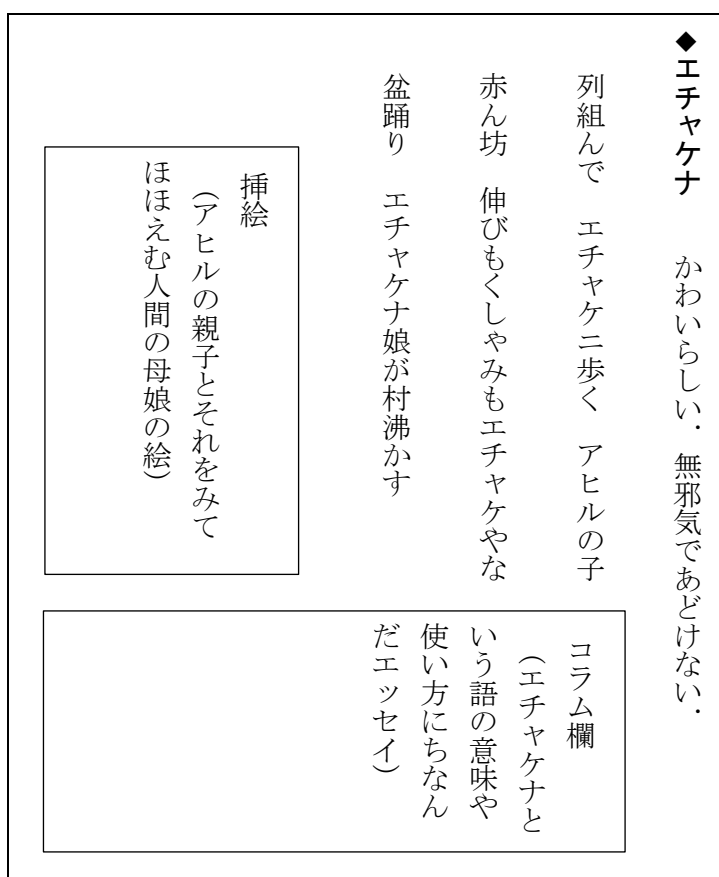 ◆エチャケナ　かわいらしい．無邪気であどけない．
列組んで　エチャケニ歩く　アヒルの子
赤ん坊　伸びもくしゃみもエチャケやな
盆踊り　エチャケナ娘が村沸かす
挿絵
（アヒルの親子とそれをみて
ほほえむ人間の母娘の絵）
コラム欄
（エチャケナと
いう語の意味や
使い方にちなん
だエッセイ）